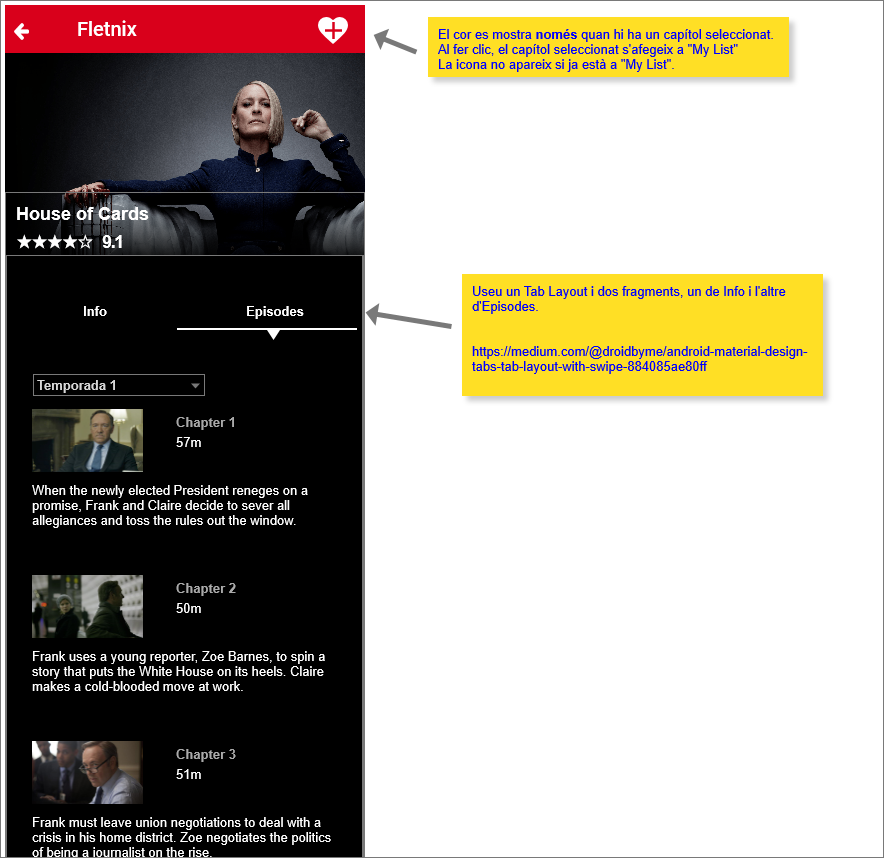 Fletnix
El cor es mostra només quan hi ha un capítol seleccionat.
Al fer clic, el capítol seleccionat s'afegeix a "My List"
La icona no apareix si ja està a "My List".
House of Cards
9.1
Info
Episodes
Useu un Tab Layout i dos fragments, un de Info i l'altre
d'Episodes.
https://medium.com/@droidbyme/android-material-design-
tabs-tab-layout-with-swipe-884085ae80ff
Temporada 1
Chapter 1
57m
When the newly elected President reneges on a
promise, Frank and Claire decide to sever all
allegiances and toss the rules out the window.
Chapter 2
50m
Frank uses a young reporter, Zoe Barnes, to spin a
story that puts the White House on its heels. Claire
makes a cold-blooded move at work.
Chapter 3
51m
Frank must leave union negotiations to deal with a
crisis in his home district. Zoe negotiates the politics
of being a journalist on the rise.